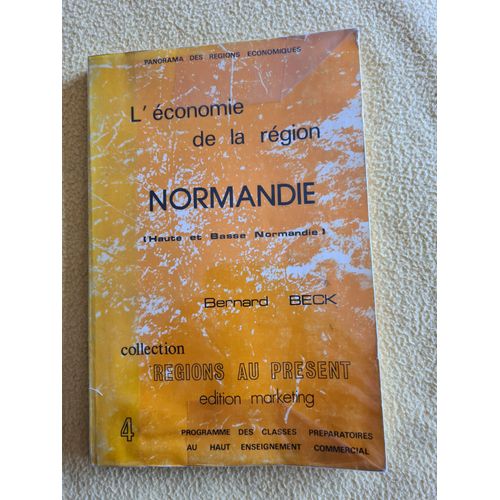 PANORAMA DES REGIONS ECONOMIQUES
L'économie
de la région
NORMANDIE
(Haute et Basse Normandie)
Bernard BECK
collection
REGIONS AU PRESENT
edition marketing
4
PROGRAMME DES CLASSES PREPARATOIRES
AU HAUT ENSEIGNEMENT COMMERCIAL